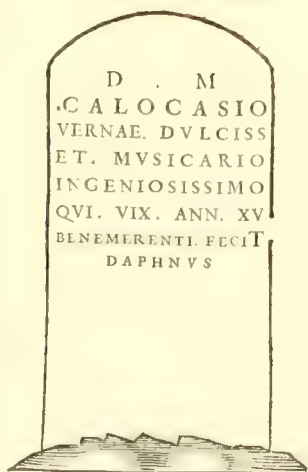 D . M
.CALOCASIO
VERNAE. DVLCISS
ET. MVSICARIO
INGENIOSISSIMO
QVI. VIX. ANN. XV
BENEMERENTI. FECIT
DAPHNVS